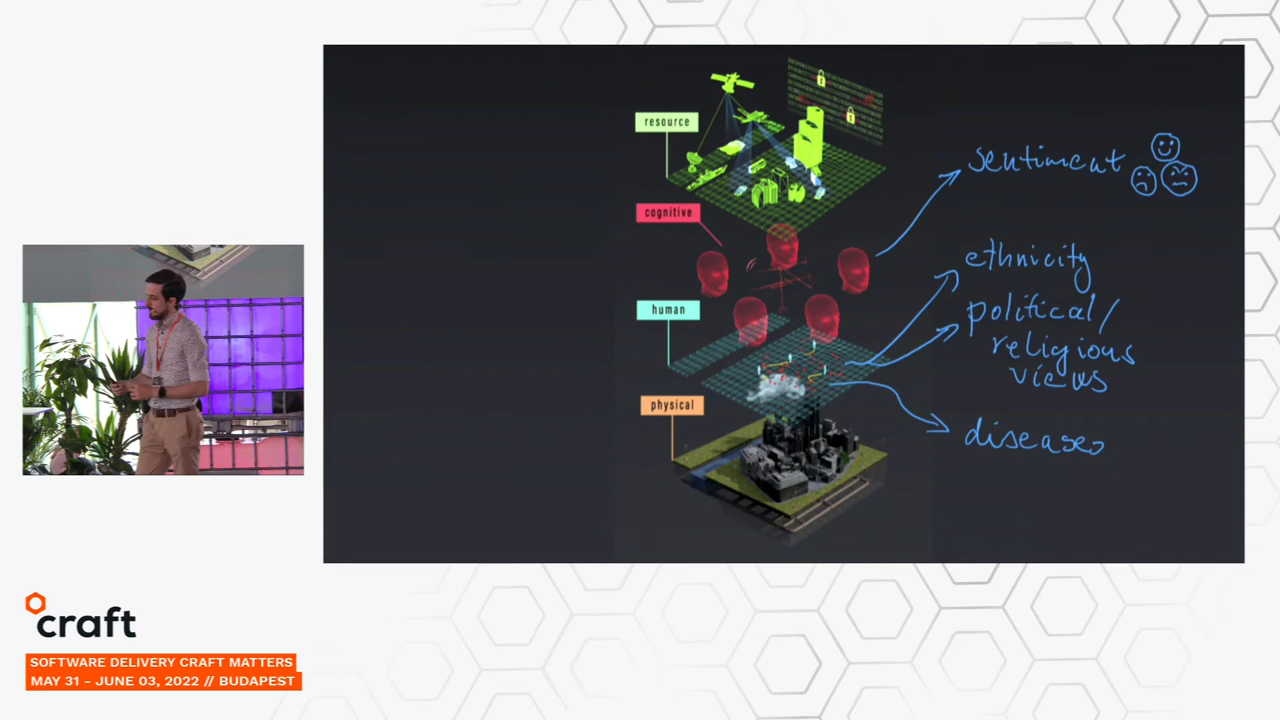 resource
cognitive
human
physical
sentiment
ethnicity
political/
religious
views
diseases
craft
SOFTWARE DELIVERY CRAFT MATTERS
MAY 31 - JUNE 03, 2022 // BUDAPEST